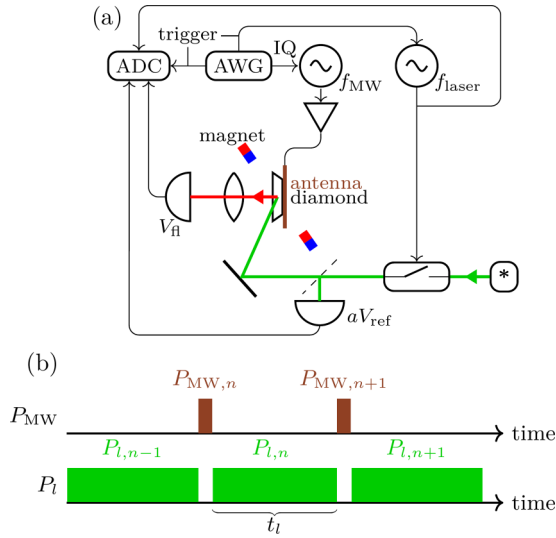 (a)
trigger
ADC
AWG
IQ
f_MW
f_laser
magnet
antenna
diamond
V_fl
*
aV_ref
(b)
P_MW,n
P_MW,n+1
P_MW
time
P_l,n−1
P_l,n
P_l,n+1
P_l
time
t_l